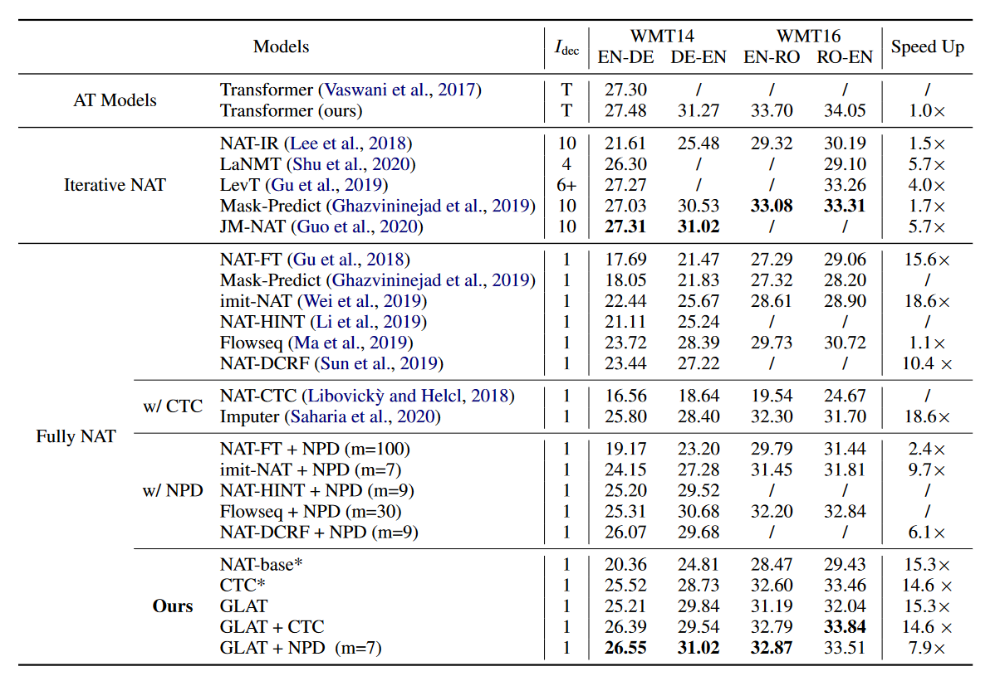 Models I_dec WMT14 WMT16 Speed Up
EN-DE DE-EN EN-RO RO-EN
AT Models
Transformer (Vaswani et al., 2017) T 27.30 / / / /
Transformer (ours) T 27.48 31.27 33.70 34.05 1.0×
Iterative NAT
NAT-IR (Lee et al., 2018) 10 21.61 25.48 29.32 30.19 1.5×
LaNMT (Shu et al., 2020) 4 26.30 / / 29.10 5.7×
LevT (Gu et al., 2019) 6+ 27.27 / / 33.26 4.0×
Mask-Predict (Ghazvininejad et al., 2019) 10 27.03 30.53 33.08 33.31 1.7×
JM-NAT (Guo et al., 2020) 10 27.31 31.02 / / 5.7×
Fully NAT
NAT-FT (Gu et al., 2018) 1 17.69 21.47 27.29 29.06 15.6×
Mask-Predict (Ghazvininejad et al., 2019) 1 18.05 21.83 27.32 28.20 /
imit-NAT (Wei et al., 2019) 1 22.44 25.67 28.61 28.90 18.6×
NAT-HINT (Li et al., 2019) 1 21.11 25.24 / / /
Flowseq (Ma et al., 2019) 1 23.72 28.39 29.73 30.72 1.1×
NAT-DCRF (Sun et al., 2019) 1 23.44 27.22 / / 10.4 ×
w/ CTC
NAT-CTC (Libovickỳ and Helcl, 2018) 1 16.56 18.64 19.54 24.67 /
Imputer (Saharia et al., 2020) 1 25.80 28.40 32.30 31.70 18.6×
w/ NPD
NAT-FT + NPD (m=100) 1 19.17 23.20 29.79 31.44 2.4×
imit-NAT + NPD (m=7) 1 24.15 27.28 31.45 31.81 9.7×
NAT-HINT + NPD (m=9) 1 25.20 29.52 / / /
Flowseq + NPD (m=30) 1 25.31 30.68 32.20 32.84 /
NAT-DCRF + NPD (m=9) 1 26.07 29.68 / / 6.1×
Ours
NAT-base* 1 20.36 24.81 28.47 29.43 15.3×
CTC* 1 25.52 28.73 32.60 33.46 14.6 ×
GLAT 1 25.21 29.84 31.19 32.04 15.3×
GLAT + CTC 1 26.39 29.54 32.79 33.84 14.6 ×
GLAT + NPD (m=7) 1 26.55 31.02 32.87 33.51 7.9×